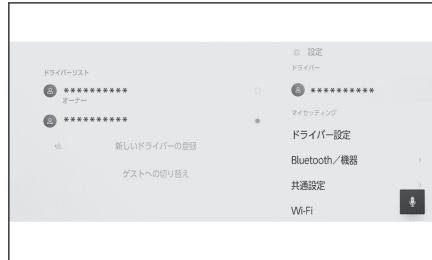 ドライバーリスト
**********
オーナー
**********
新しいドライバーの登録
ゲストへの切り替え
設定
ドライバー
**********
マイセッティング
ドライバー設定
Bluetooth/機器
共通設定
Wi-Fi